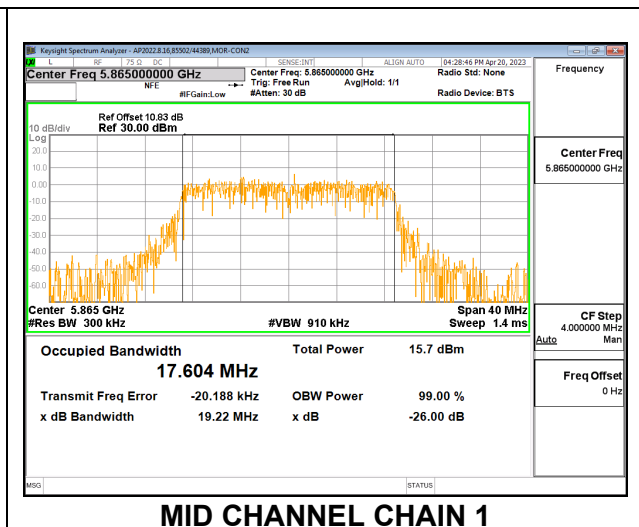 Keysight Spectrum Analyzer - AP2022.8.16,85502/44389,MOR-CON2
L RF 75 Ω DC SENSE:INT ALIGN AUTO 04:28:46 PM Apr 20, 2023
Center Freq 5.865000000 GHz
NFE
#IFGain:Low
Center Freq: 5.865000000 GHz
Trig: Free Run Avg|Hold: 1/1
#Atten: 30 dB
Radio Std: None
Radio Device: BTS
Frequency
Ref Offset 10.83 dB
10 dB/div Ref 30.00 dBm
Log
20.0
10.0
0.00
-10.0
-20.0
-30.0
-40.0
-50.0
-60.0
Center Freq
5.865000000 GHz
Center 5.865 GHz Span 40 MHz
#Res BW 300 kHz #VBW 910 kHz Sweep 1.4 ms
CF Step
4.000000 MHz
Auto Man
Freq Offset
0 Hz
Occupied Bandwidth Total Power 15.7 dBm
17.604 MHz
Transmit Freq Error -20.188 kHz OBW Power 99.00 %
x dB Bandwidth 19.22 MHz x dB -26.00 dB
MSG STATUS
MID CHANNEL CHAIN 1